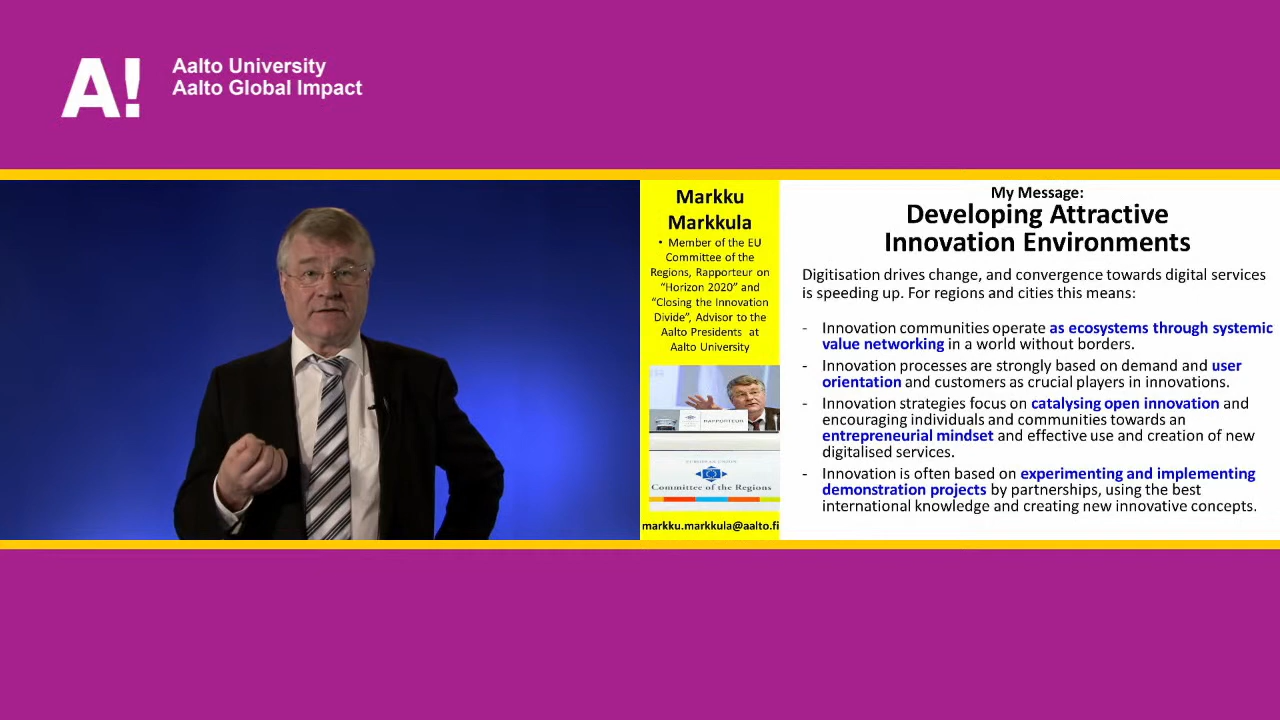 A!
Aalto University
Aalto Global Impact
Markku
Markkula
• Member of the EU
Committee of the
Regions, Rapporteur on
"Horizon 2020" and
"Closing the Innovation
Divide", Advisor to the
Aalto Presidents at
Aalto University
RAPPORTEUR
EUROPEAN UNION
Committee of the Regions
markku.markkula@aalto.fi
My Message:
Developing Attractive
Innovation Environments
Digitisation drives change, and convergence towards digital services
is speeding up. For regions and cities this means:
- Innovation communities operate as ecosystems through systemic
value networking in a world without borders.
- Innovation processes are strongly based on demand and user
orientation and customers as crucial players in innovations.
- Innovation strategies focus on catalysing open innovation and
encouraging individuals and communities towards an
entrepreneurial mindset and effective use and creation of new
digitalised services.
- Innovation is often based on experimenting and implementing
demonstration projects by partnerships, using the best
international knowledge and creating new innovative concepts.